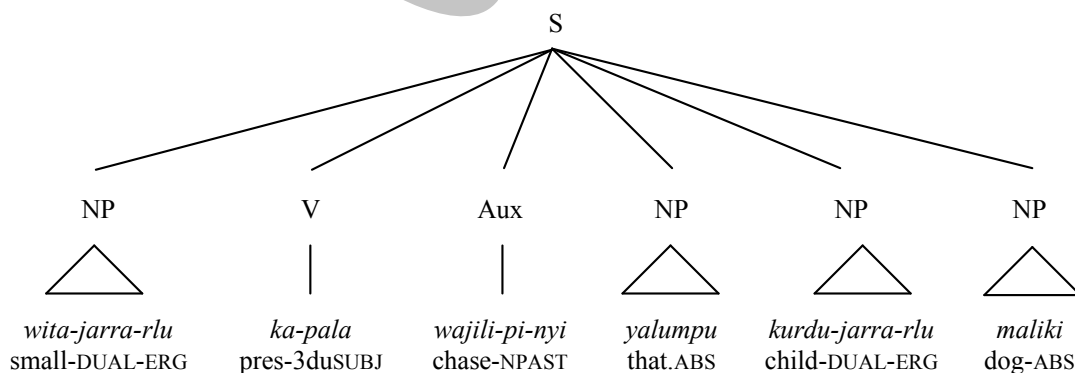 S
NP V Aux NP NP NP
wita-jarra-rlu ka-pala wajili-pi-nyi yalumpu kurdu-jarra-rlu maliki
small-DUAL-ERG pres-3duSUBJ chase-NPAST that.ABS child-DUAL-ERG dog-ABS